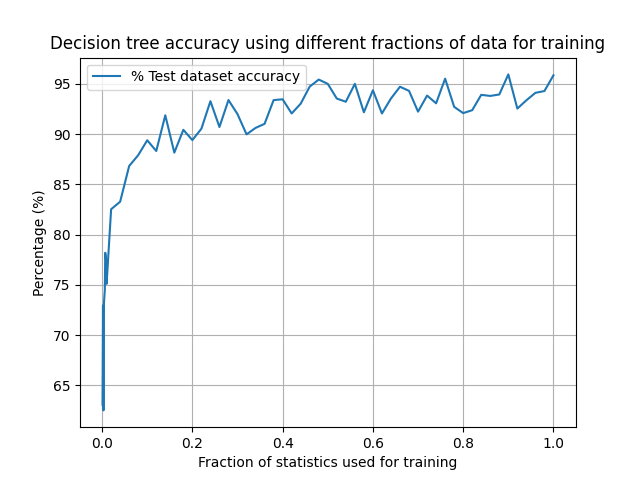 Decision tree accuracy using different fractions of data for training
% Test dataset accuracy
95
90
85
80
75
70
65
Percentage (%)
0.0 0.2 0.4 0.6 0.8 1.0
Fraction of statistics used for training